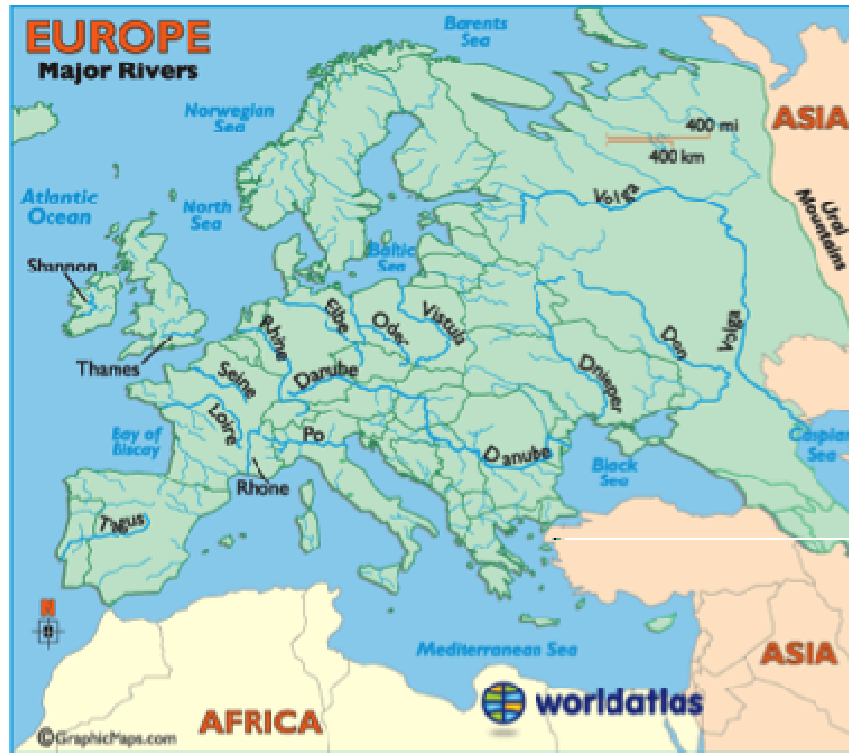 EUROPE
Major Rivers
Barents
Sea
Norwegian
Sea
400 mi
400 km
ASIA
Ural
Mountains
Volga
Atlantic
Ocean
North
Sea
Baltic
Sea
Shannon
Thames
Rhine
Elbe
Oder
Vistula
Don
Volga
Seine
Danube
Dnieper
Loire
Bay of
Biscay
Po
Rhone
Danube
Black
Sea
Caspian
Sea
Tagus
N
Mediterranean Sea
ASIA
worldatlas
AFRICA
©GraphicMaps.com